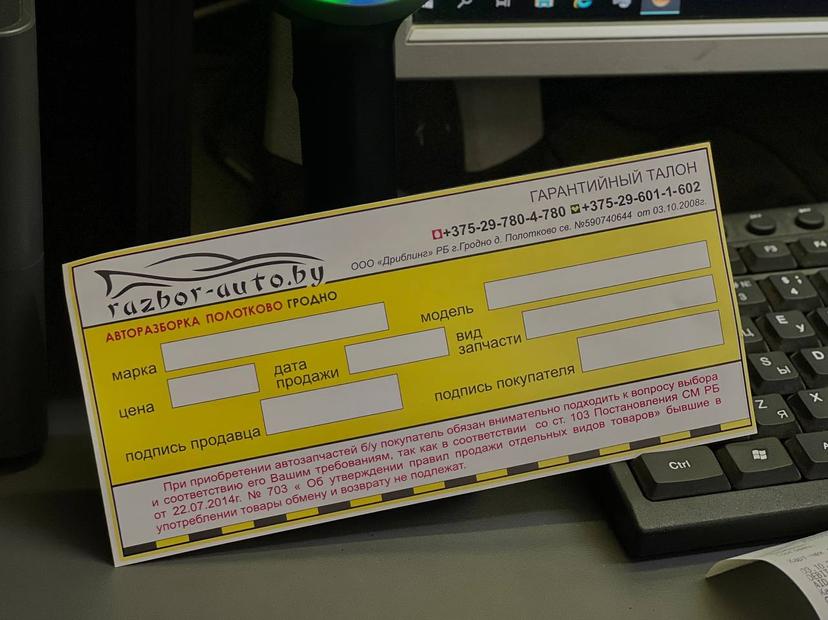 ГАРАНТИЙНЫЙ ТАЛОН
+375-29-780-4-780 +375-29-601-1-602
ООО «Дриблинг» РБ г.Гродно д. Полотково св. №590740644 от 03.10.2008г.
razbor-auto.by
АВТОРАЗБОРКА ПОЛОТКОВО ГРОДНО
марка
модель
цена
дата продажи
вид запчасти
подпись продавца
подпись покупателя
При приобретении автозапчастей б/у покупатель обязан внимательно подходить к вопросу выбора
и соответствию его Вашим требованиям, так как в соответствии со ст. 103 Постановления СМ РБ
от 22.07.2014г. № 703 « Об утверждении правил продажи отдельных видов товаров» бывшие в
употреблении товары обмену и возврату не подлежат.
F3
F4
Ctrl